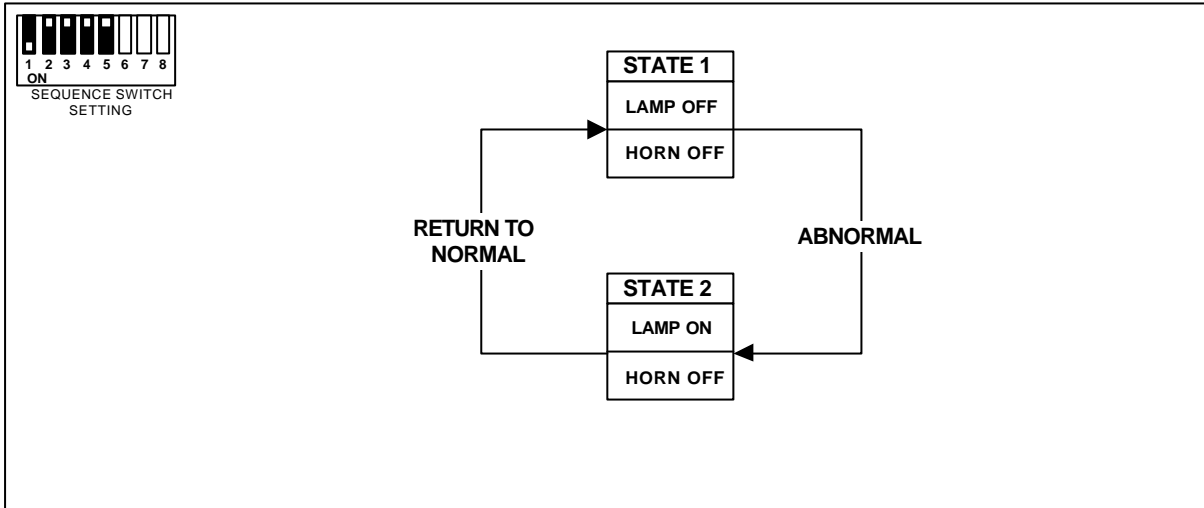 1 2 3 4 5 6 7 8
ON
SEQUENCE SWITCH
SETTING
STATE 1
LAMP OFF
HORN OFF
RETURN TO
NORMAL
ABNORMAL
STATE 2
LAMP ON
HORN OFF